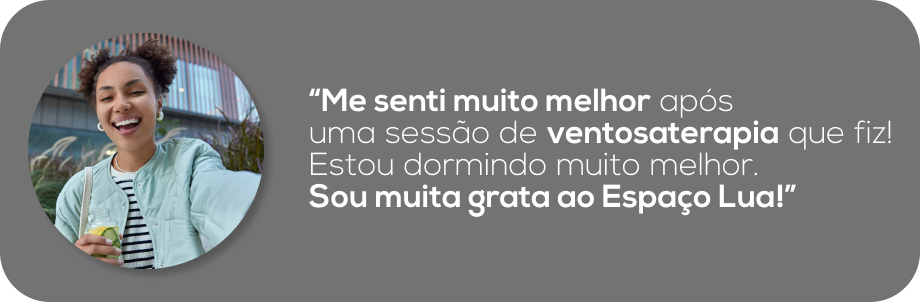 “Me senti muito melhor após
uma sessão de ventosaterapia que fiz!
Estou dormindo muito melhor.
Sou muita grata ao Espaço Lua!”